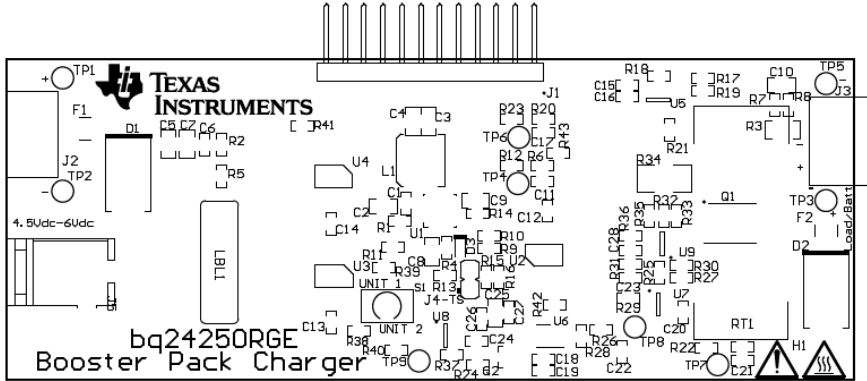 TP1
TEXAS
INSTRUMENTS
J1
R18
C15
C16
U5
R17
R19
C10
TP5
J3
F1
D1
C5 C7 C6
R2
R41
C4
C3
R23 R20
TP6
C17
R43
R21
R7 R8
R3
J2
TP2
R5
U4
L1
R12 R6
TP4
C11
R34
TP3
4.5Vdc-6Vdc
C1
C2
C9
R14
C12
R36 R35 R32 R33
Q1
F2
Load/Batt
LBL1
C14
R1 U1
R11
D3
R10
R9
C28
U9
D2
J5
U3
R39
C8 R4
R15 U2
R16
R31
R25
R30
R27
UNIT 1
S1
R13
J4-TS
C25
R42
C23
R29
U7
C13
UNIT 2
U8
C26
C27
U6
C20
RT1
bq24250RGE
R38
C24
R26
R28
TP8
H1
Booster Pack Charger
R40
TP9
R37
R24
Q2
C18
C19
C22
R22
TP7
C21